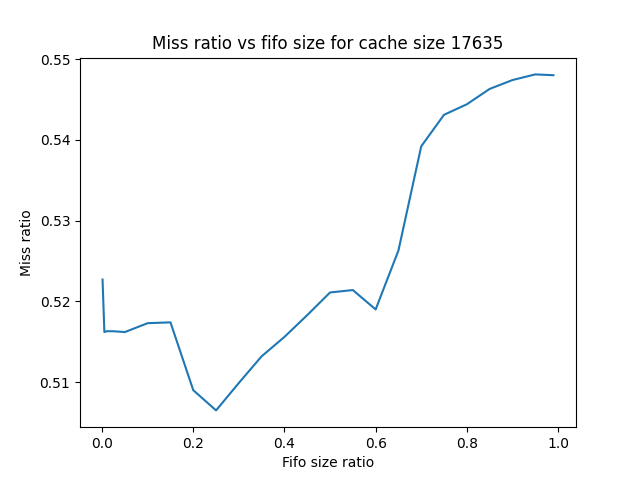 Miss ratio vs fifo size for cache size 17635
0.55
0.54
0.53
0.52
0.51
Miss ratio
0.0 0.2 0.4 0.6 0.8 1.0
Fifo size ratio